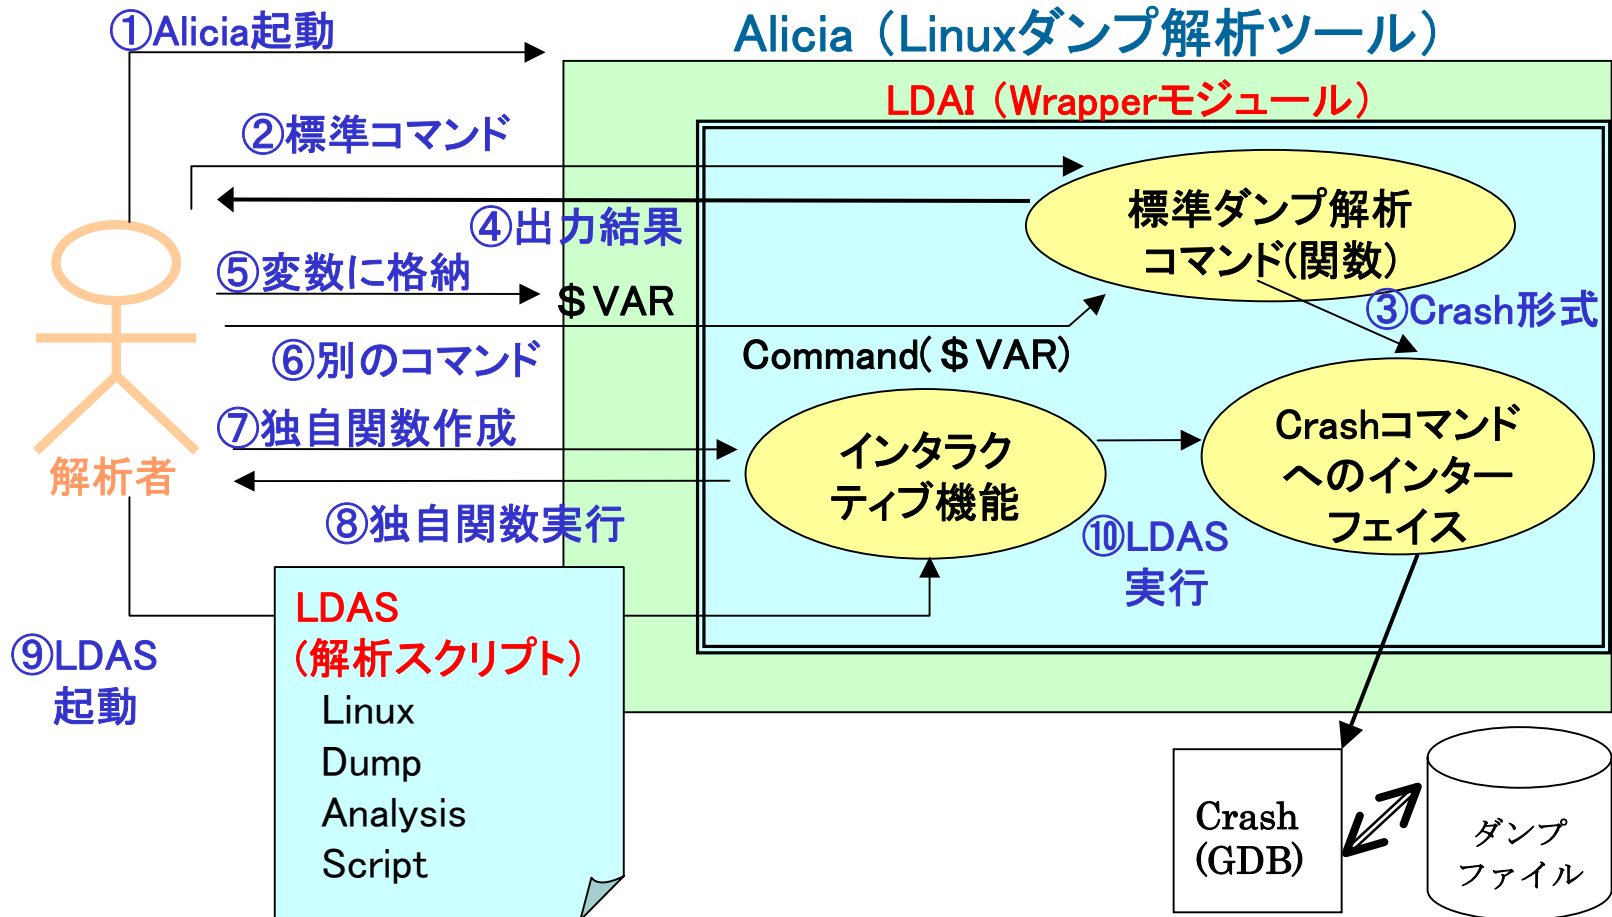 ①Alicia起動
Alicia（Linuxダンプ解析ツール）
LDAI（Wrapperモジュール）
②標準コマンド
標準ダンプ解析
コマンド(関数)
④出力結果
⑤変数に格納
＄VAR
③Crash形式
⑥別のコマンド
Command(＄VAR)
⑦独自関数作成
インタラク
ティブ機能
Crashコマンド
へのインター
フェイス
解析者
⑧独自関数実行
⑩LDAS
実行
⑨LDAS
起動
LDAS
(解析スクリプト)
Linux
Dump
Analysis
Script
Crash
(GDB)
ダンプ
ファイル